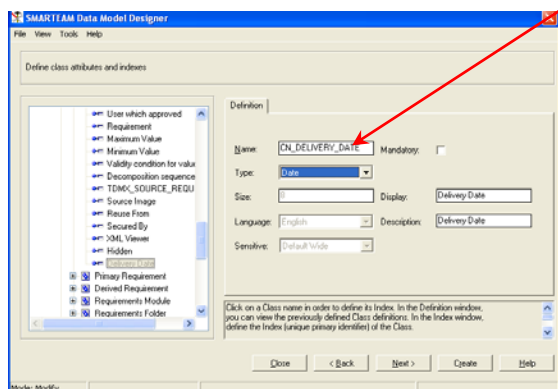 SMARTEAM Data Model Designer
File View Tools Help
Define class attributes and indexes
User which approved
Requirement
Maximum Value
Minimum Value
Validity condition for value
Decomposition sequence
TDMX_SOURCE_REQU
Source Image
Reuse From
Secured By
XML Viewer
Hidden
Delivery Date
Primary Requirement
Derived Requirement
Requirements Module
Requirements Folder
Definition
Name: CN_DELIVERY_DATE Mandatory:
Type: Date
Size: 0 Display: Delivery Date
Language: English Description: Delivery Date
Sensitive: Default Wide
Click on a Class name in order to define its Index. In the Definition window,
you can view the previously defined Class definitions. In the Index window,
define the Index (unique primary identifier) of the Class.
Close < Back Next > Create Help
Mode: Modify